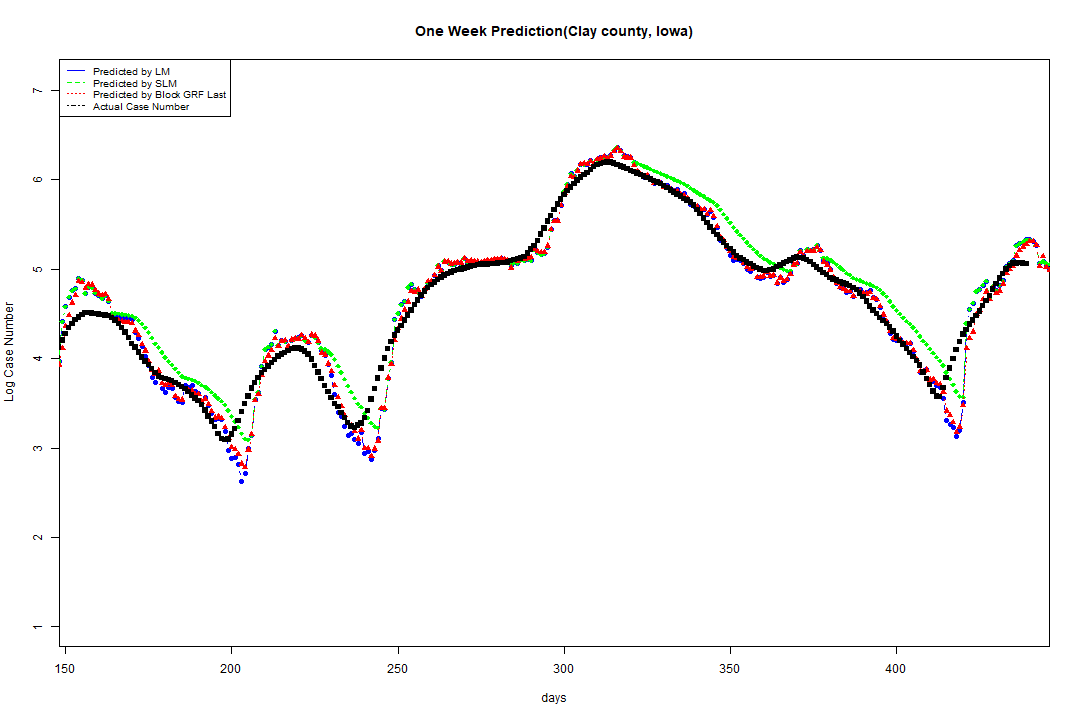 One Week Prediction(Clay county, Iowa)
Predicted by LM
Predicted by SLM
Predicted by Block GRF Last
Actual Case Number
Log Case Number
7
6
5
4
3
2
1
150 200 250 300 350 400
days